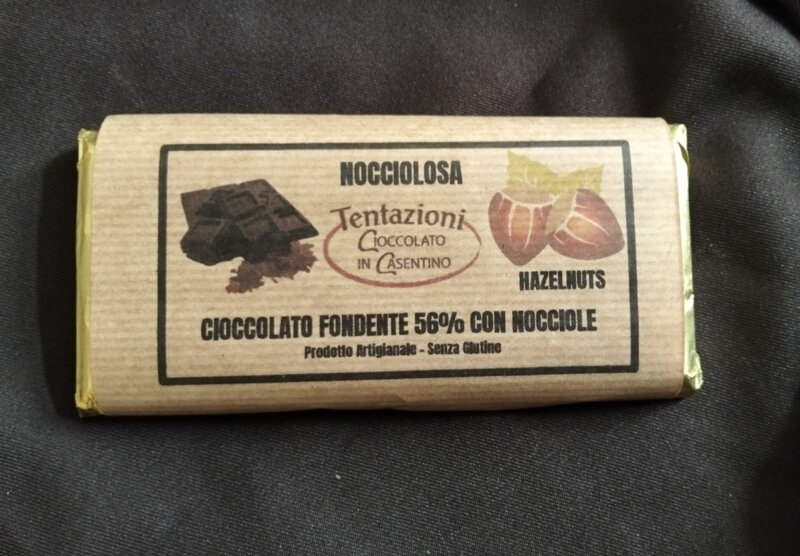 NOCCIOLOSA
Tentazioni
CIOCCOLATO
IN CASENTINO
HAZELNUTS
CIOCCOLATO FONDENTE 56% CON NOCCIOLE
Prodotto Artigianale - Senza Glutine